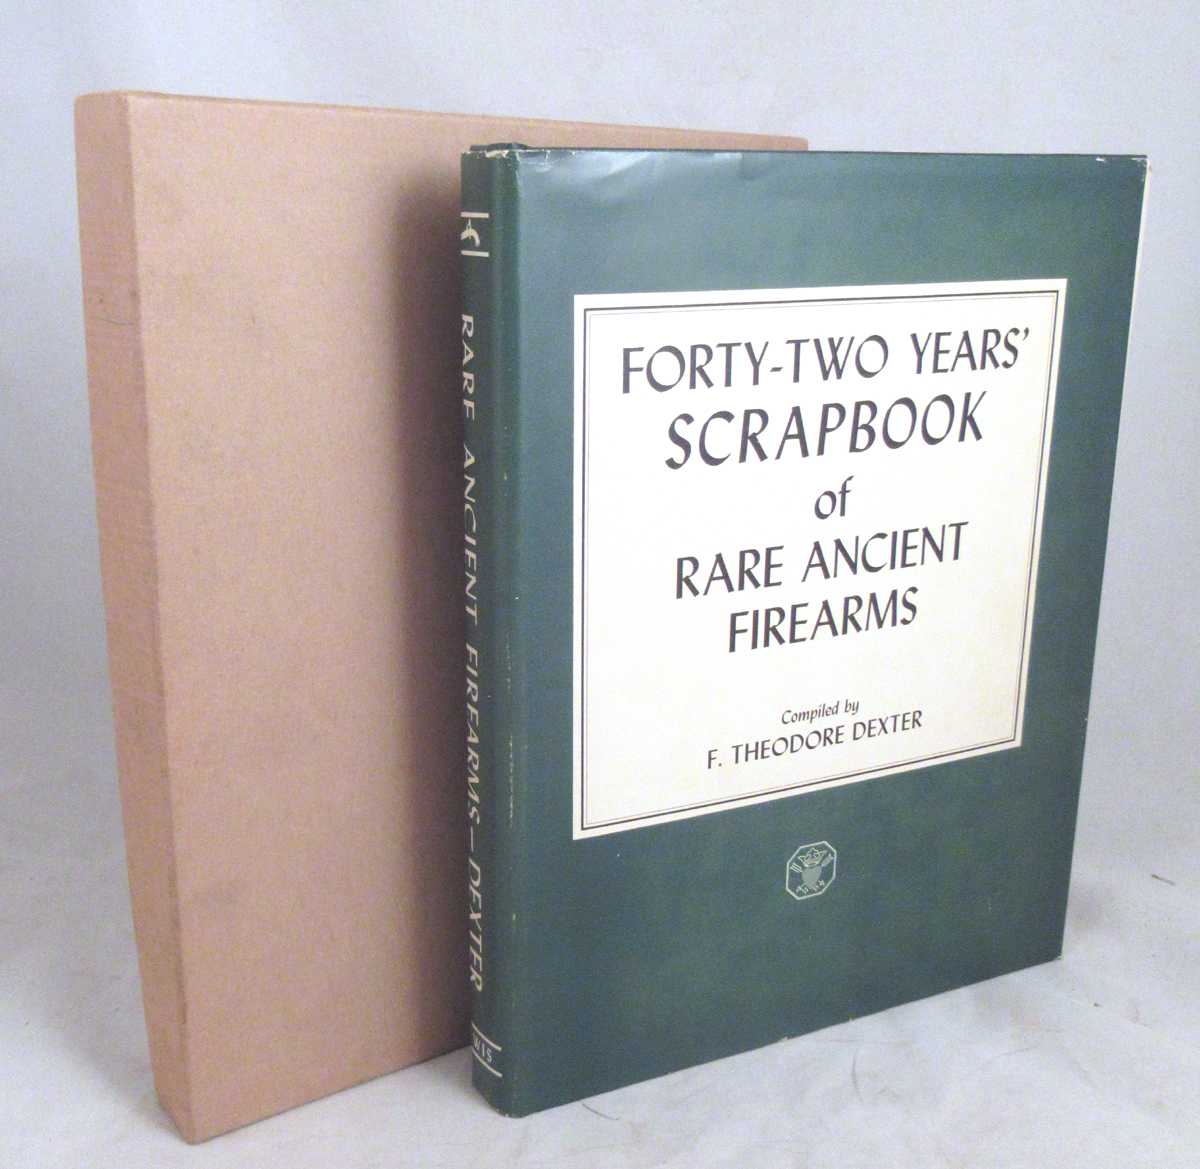 RARE ANCIENT FIREARMS—DEXTER
FORTY-TWO YEARS'
SCRAPBOOK
of
RARE ANCIENT
FIREARMS
Compiled by
F. THEODORE DEXTER